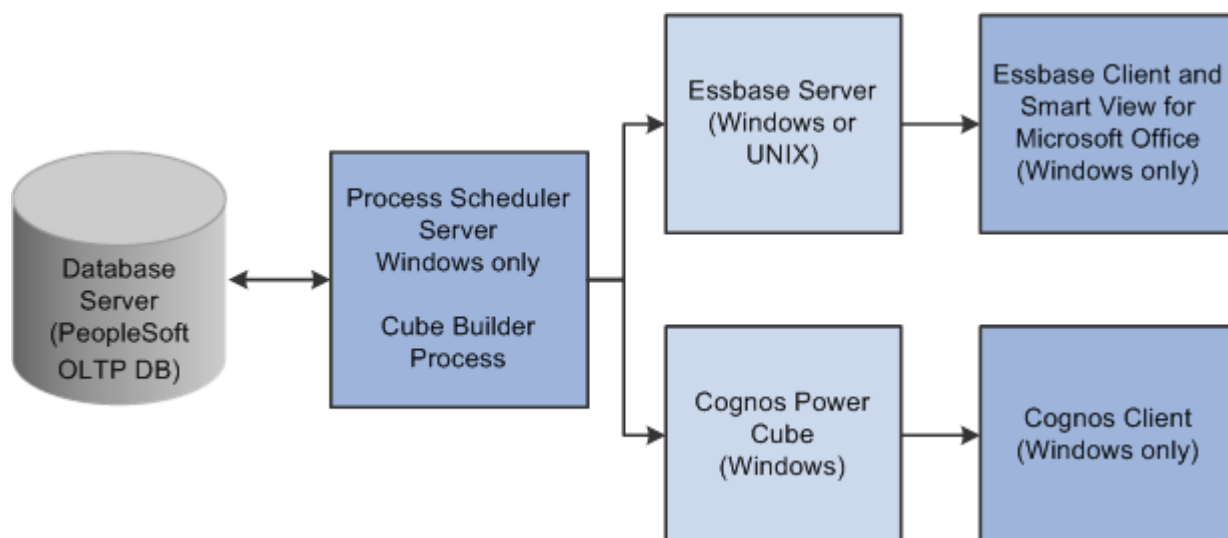 Database
Server
(PeopleSoft
OLTP DB)
Process Scheduler
Server
Windows only
Cube Builder
Process
Essbase Server
(Windows or
UNIX)
Essbase Client and
Smart View for
Microsoft Office
(Windows only)
Cognos Power
Cube
(Windows)
Cognos Client
(Windows only)